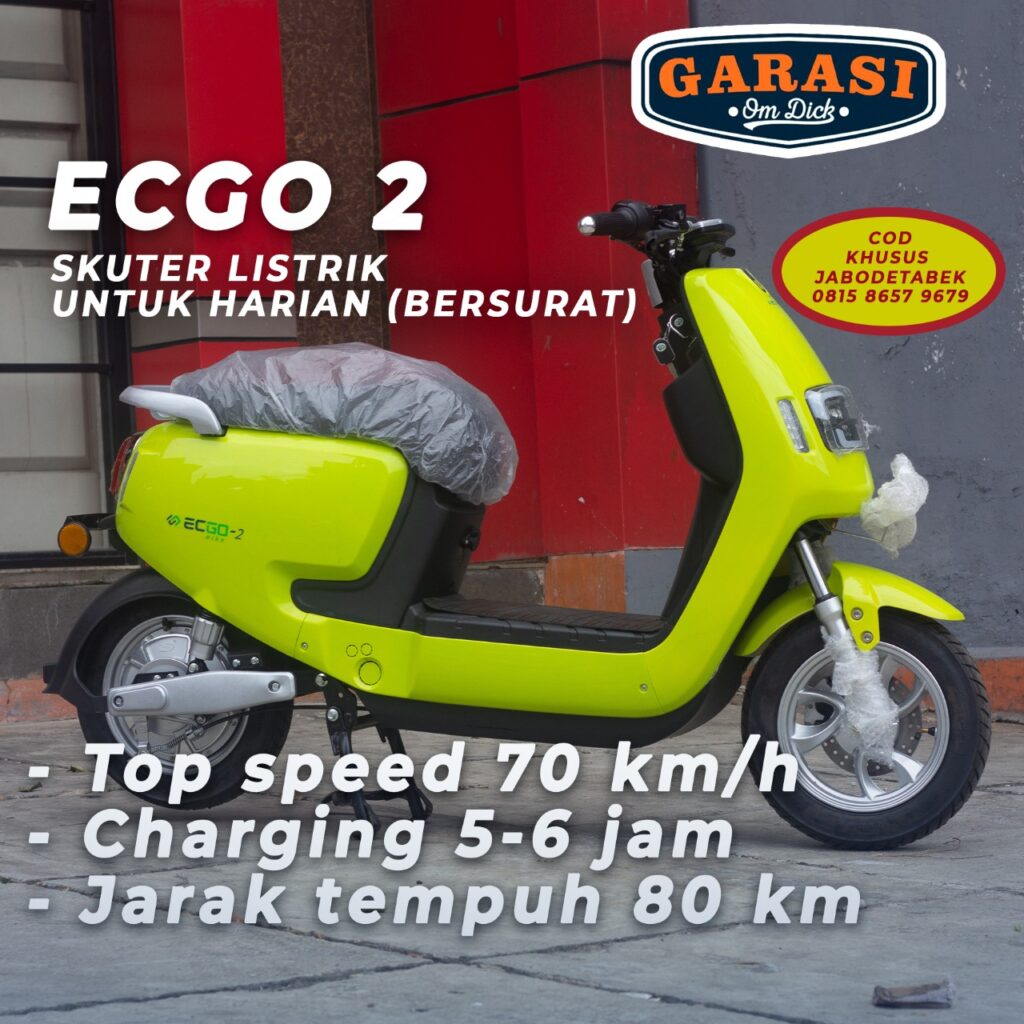 GARASI
• Om Dick •
ECGO 2
SKUTER LISTRIK
UNTUK HARIAN (BERSURAT)
COD
KHUSUS
JABODETABEK
0815 8657 9679
ECGO-2
BIKE
- Top speed 70 km/h
- Charging 5-6 jam
- Jarak tempuh 80 km